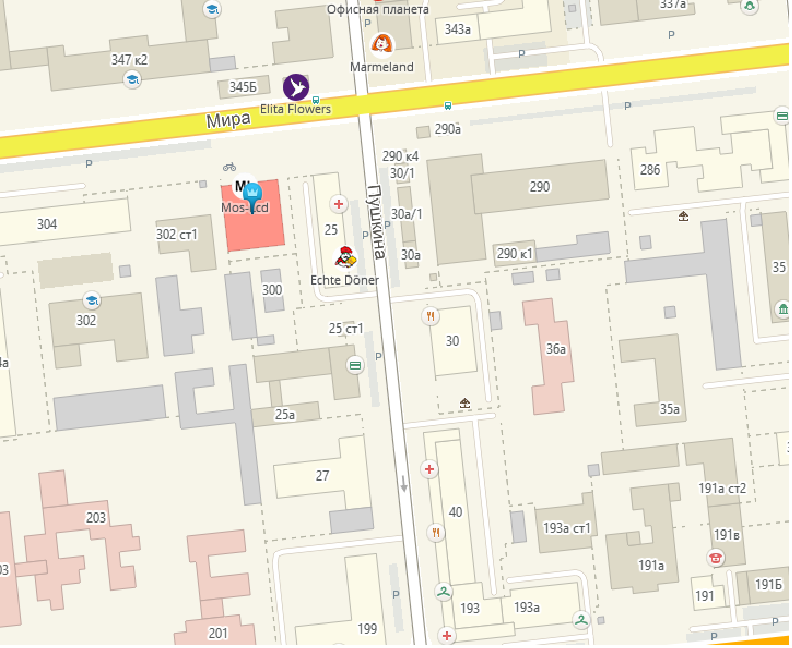 Офисная планета
P
337а
343а
P
P
347 к2
Marmeland
345Б
Elita Flowers
P
Мира
290а
P
290 к4
30/1
286
Пушкина
290
Mos-Lcd
30а/1
304
302 ст1
25
P
P
30а
290 к1
35
Echte Döner
300
302
25 ст1
30
36а
P
25а
35а
27
191а ст2
203
40
193а ст1
191в
191а
191Б
191
P
193
193а
P
199
201
P